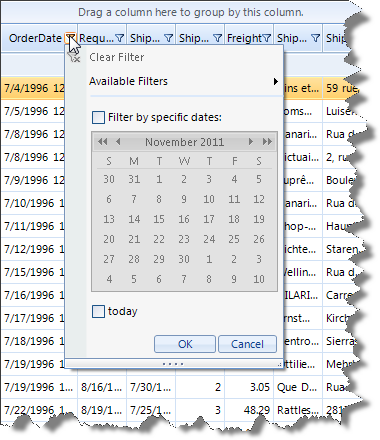 Drag a column here to group by this column.
OrderDate Requ... Ship... Ship... Freight Ship... Ship
Clear Filter
Available Filters
Filter by specific dates:
November 2011
S M T W T F S
30 31 1 2 3 4 5
6 7 8 9 10 11 12
13 14 15 16 17 18 19
20 21 22 23 24 25 26
27 28 29 30 1 2 3
4 5 6 7 8 9 10
today
OK Cancel
7/4/1996 12 ins et... 59 rue
7/5/1996 12 oms... Luisen
7/8/1996 12 anari... Rua d
7/8/1996 12 ictuai... 2, ru
7/9/1996 12 uprê... Boule
7/10/1996 1 anari... Rua d
7/11/1996 1 hop-... Hau
7/12/1996 1 ichte... Staren
7/15/1996 1 Wellin... Rua d
7/16/1996 1 HILARI... Carre
7/17/1996 1 rnst... Kirch
7/18/1996 1 entro... Sierras
7/19/1996 1 ttilie... Mehr
7/19/1996 1... 8/16/1... 7/30/1... 2 3.05 Que D... Rua d
7/22/1996 1... 8/19/1... 7/25/1... 3 48.29 Rattles... 281